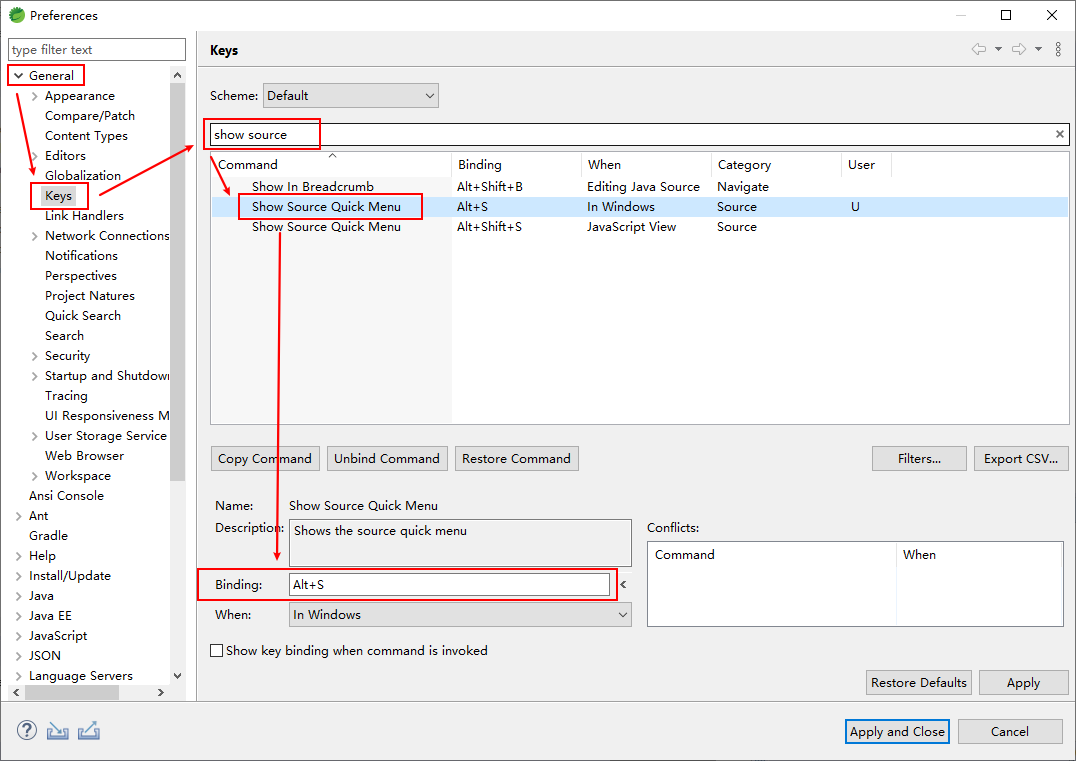 Preferences
type filter text
General
Appearance
Compare/Patch
Content Types
Editors
Globalization
Keys
Link Handlers
Network Connections
Notifications
Perspectives
Project Natures
Quick Search
Search
Security
Startup and Shutdown
Tracing
UI Responsiveness M
User Storage Service
Web Browser
Workspace
Ansi Console
Ant
Gradle
Help
Install/Update
Java
Java EE
JavaScript
JSON
Language Servers
Keys
Scheme: Default
show source
Command Binding When Category User
Show In Breadcrumb Alt+Shift+B Editing Java Source Navigate
Show Source Quick Menu Alt+S In Windows Source U
Show Source Quick Menu Alt+Shift+S JavaScript View Source
Copy Command Unbind Command Restore Command Filters... Export CSV...
Name: Show Source Quick Menu
Description: Shows the source quick menu
Binding: Alt+S
When: In Windows
Conflicts:
Command When
Show key binding when command is invoked
Restore Defaults Apply
Apply and Close Cancel